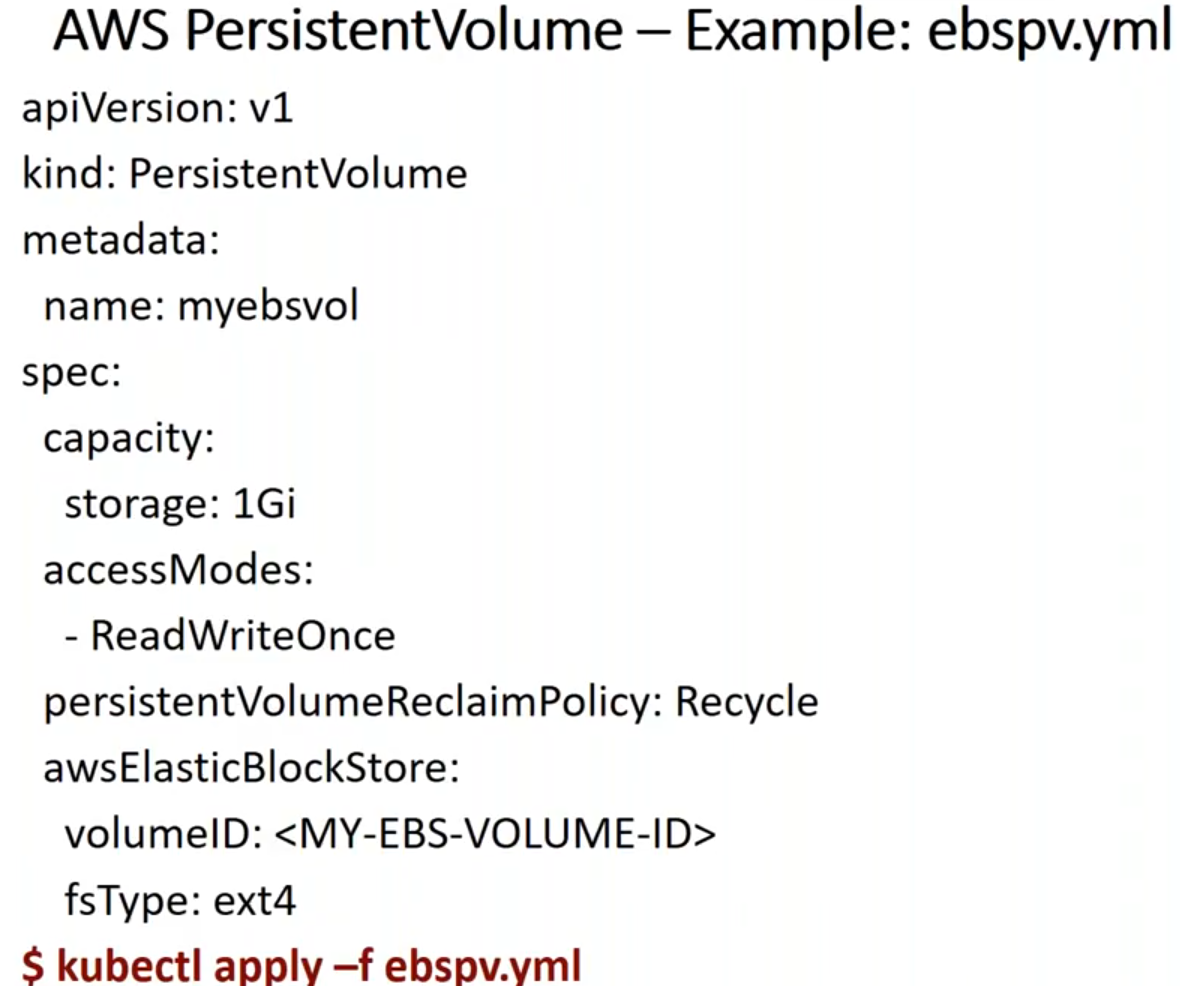 AWS PersistentVolume – Example: ebspv.yml
apiVersion: v1
kind: PersistentVolume
metadata:
  name: myebsvol
spec:
  capacity:
    storage: 1Gi
  accessModes:
    - ReadWriteOnce
  persistentVolumeReclaimPolicy: Recycle
  awsElasticBlockStore:
    volumeID: <MY-EBS-VOLUME-ID>
    fsType: ext4
$ kubectl apply –f ebspv.yml